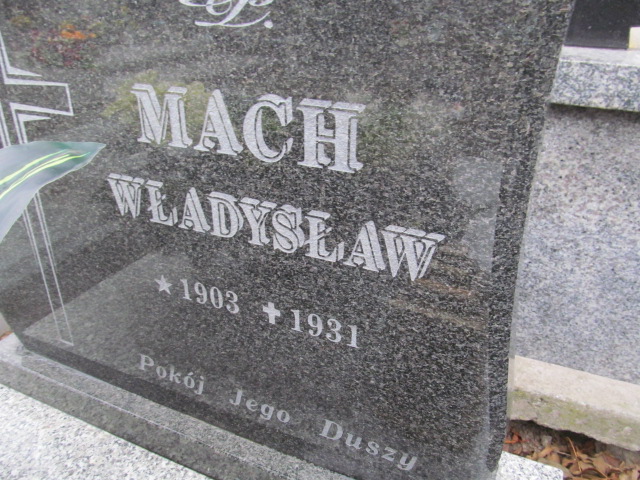 MACH
WŁADYSŁAW
★ 1903 ✝ 1931
Pokój Jego Duszy